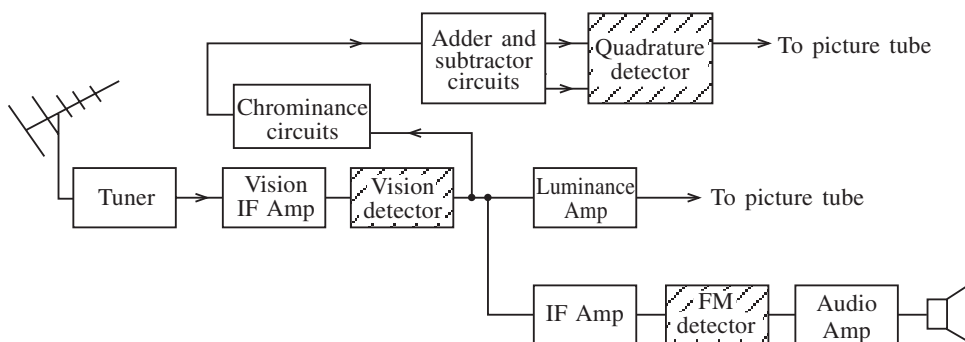 Adder and
subtractor
circuits
Quadrature
detector
To picture tube
Chrominance
circuits
Tuner
Vision
IF Amp
Vision
detector
Luminance
Amp
To picture tube
IF Amp
FM
detector
Audio
Amp